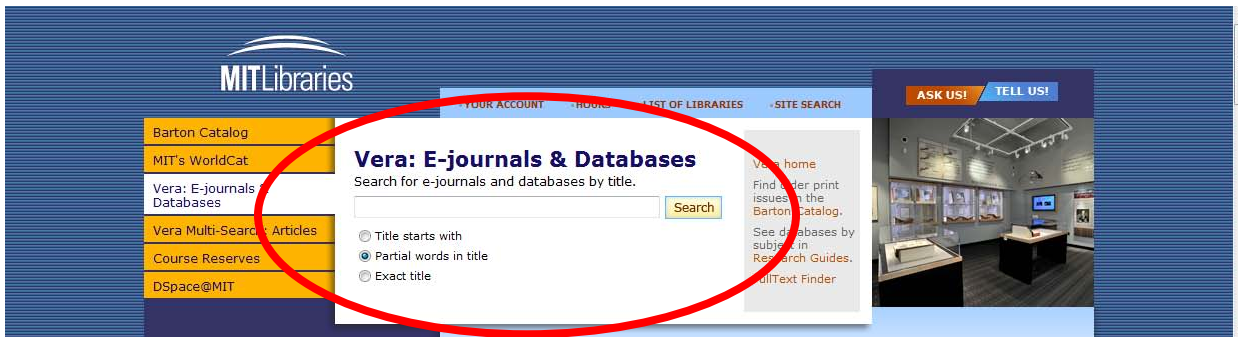 MITLibraries
ASK US! TELL US!
YOUR ACCOUNT HOURS LIST OF LIBRARIES SITE SEARCH
Barton Catalog
MIT's WorldCat
Vera: E-journals &
Databases
Vera Multi-Search: Articles
Course Reserves
DSpace@MIT
Vera: E-journals & Databases
Search for e-journals and databases by title.
Search
Title starts with
Partial words in title
Exact title
Vera home
Find older print
issues in the
Barton Catalog.
See databases by
subject in
Research Guides.
FullText Finder